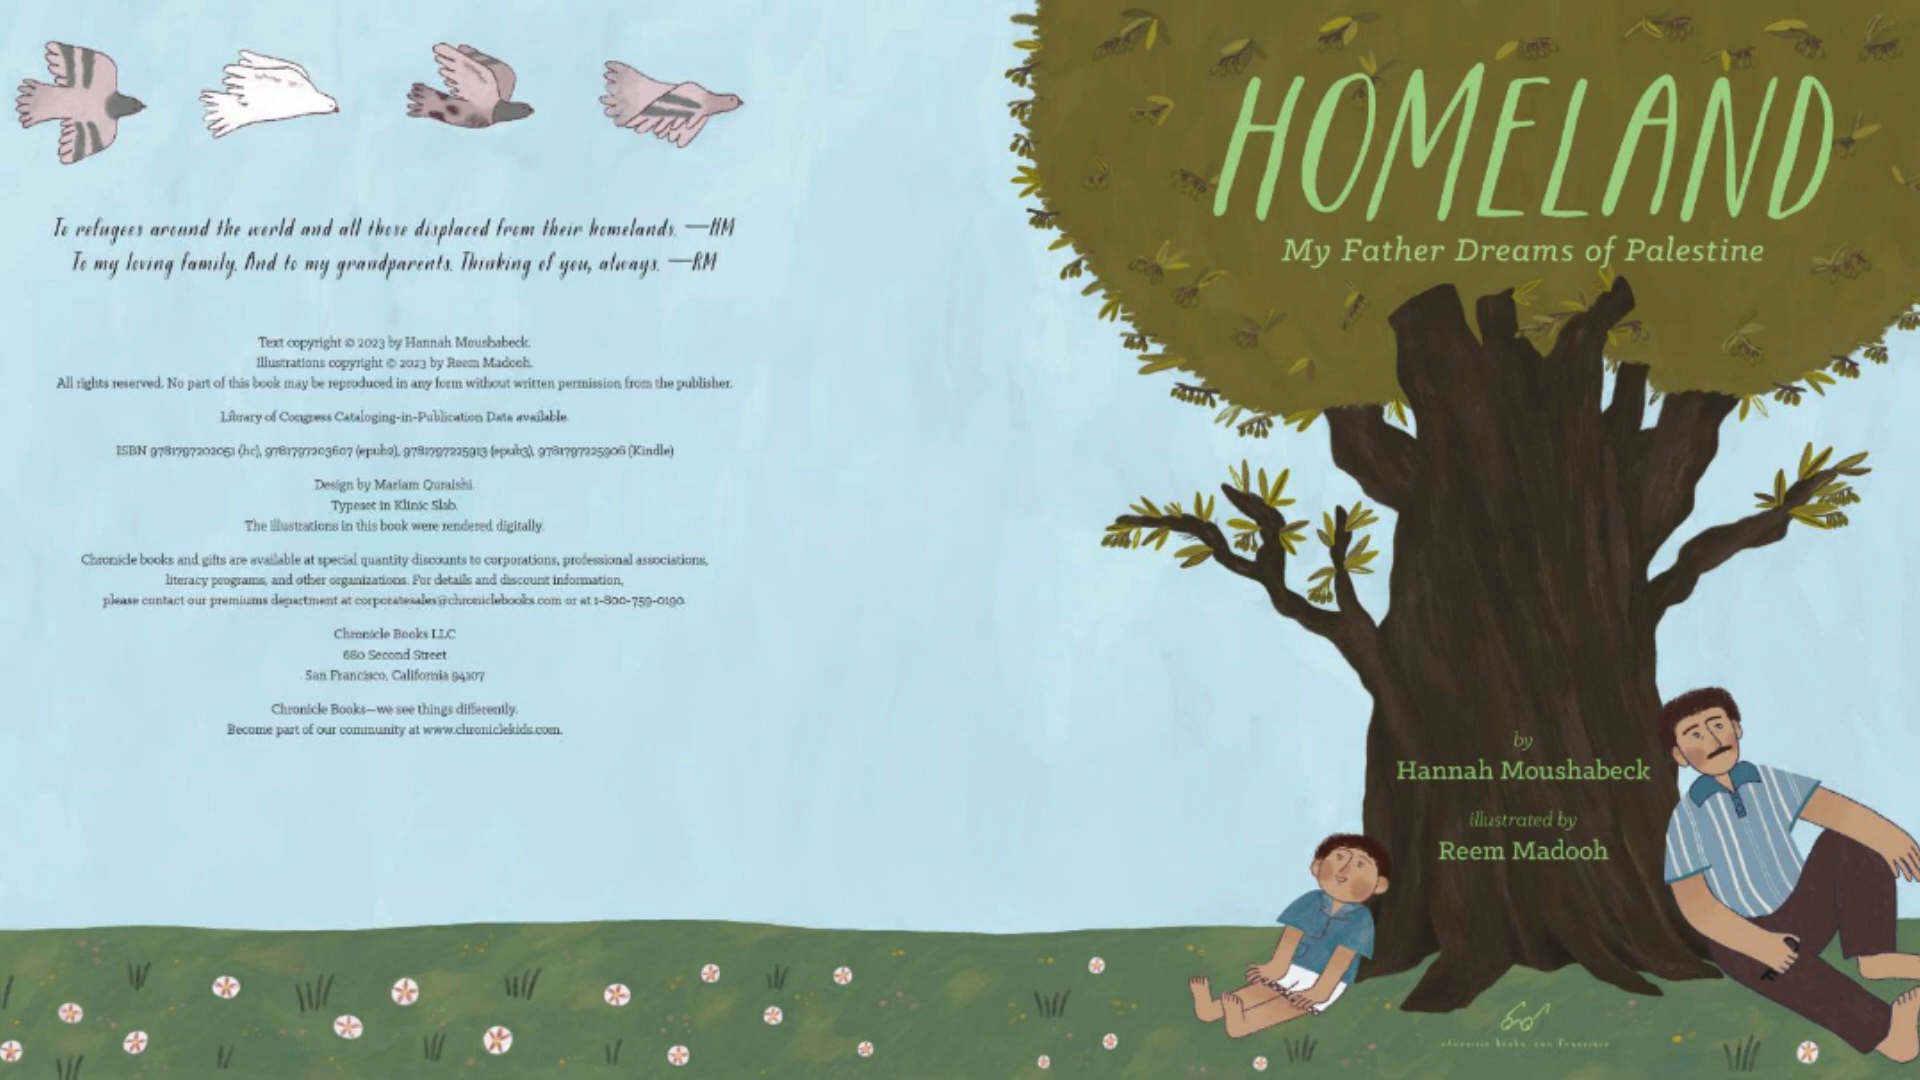 To refugees around the world and all those displaced from their homelands. —HM
To my loving family. And to my grandparents. Thinking of you, always. —RM
Text copyright © 2023 by Hannah Moushabeck.
Illustrations copyright © 2023 by Reem Madooh.
All rights reserved. No part of this book may be reproduced in any form without written permission from the publisher.
Library of Congress Cataloging-in-Publication Data available.
ISBN 9781797202051 (hc), 9781797203607 (epub2), 9781797225913 (epub3), 9781797225906 (Kindle)
Design by Mariam Quraishi.
Typeset in Klinic Slab.
The illustrations in this book were rendered digitally.
Chronicle books and gifts are available at special quantity discounts to corporations, professional associations,
literacy programs, and other organizations. For details and discount information,
please contact our premiums department at corporatesales@chroniclebooks.com or at 1-800-759-0190.
Chronicle Books LLC
680 Second Street
San Francisco, California 94107
Chronicle Books—we see things differently.
Become part of our community at www.chroniclekids.com.
HOMELAND
My Father Dreams of Palestine
by
Hannah Moushabeck
illustrated by
Reem Madooh
chronicle books san francisco